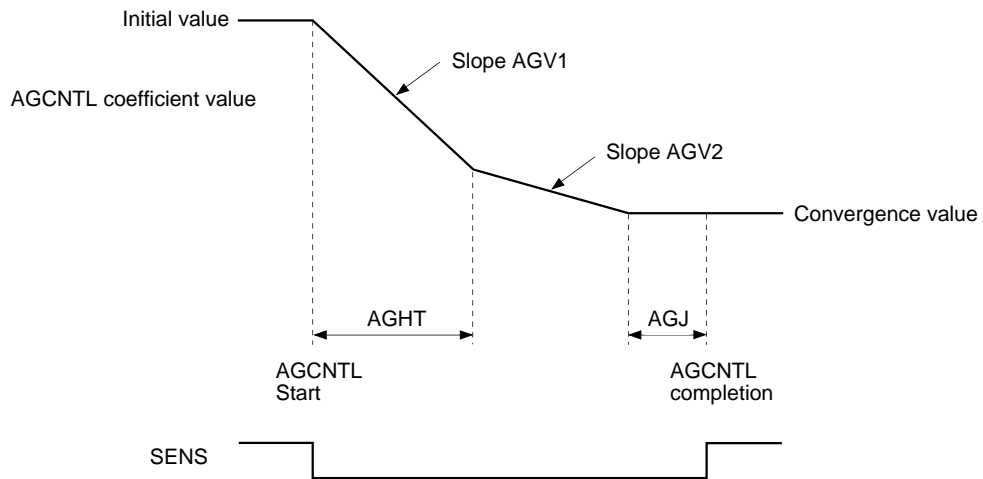 Initial value
Slope AGV1
AGCNTL coefficient value
Slope AGV2
Convergence value
AGHT
AGJ
AGCNTL
Start
AGCNTL
completion
SENS